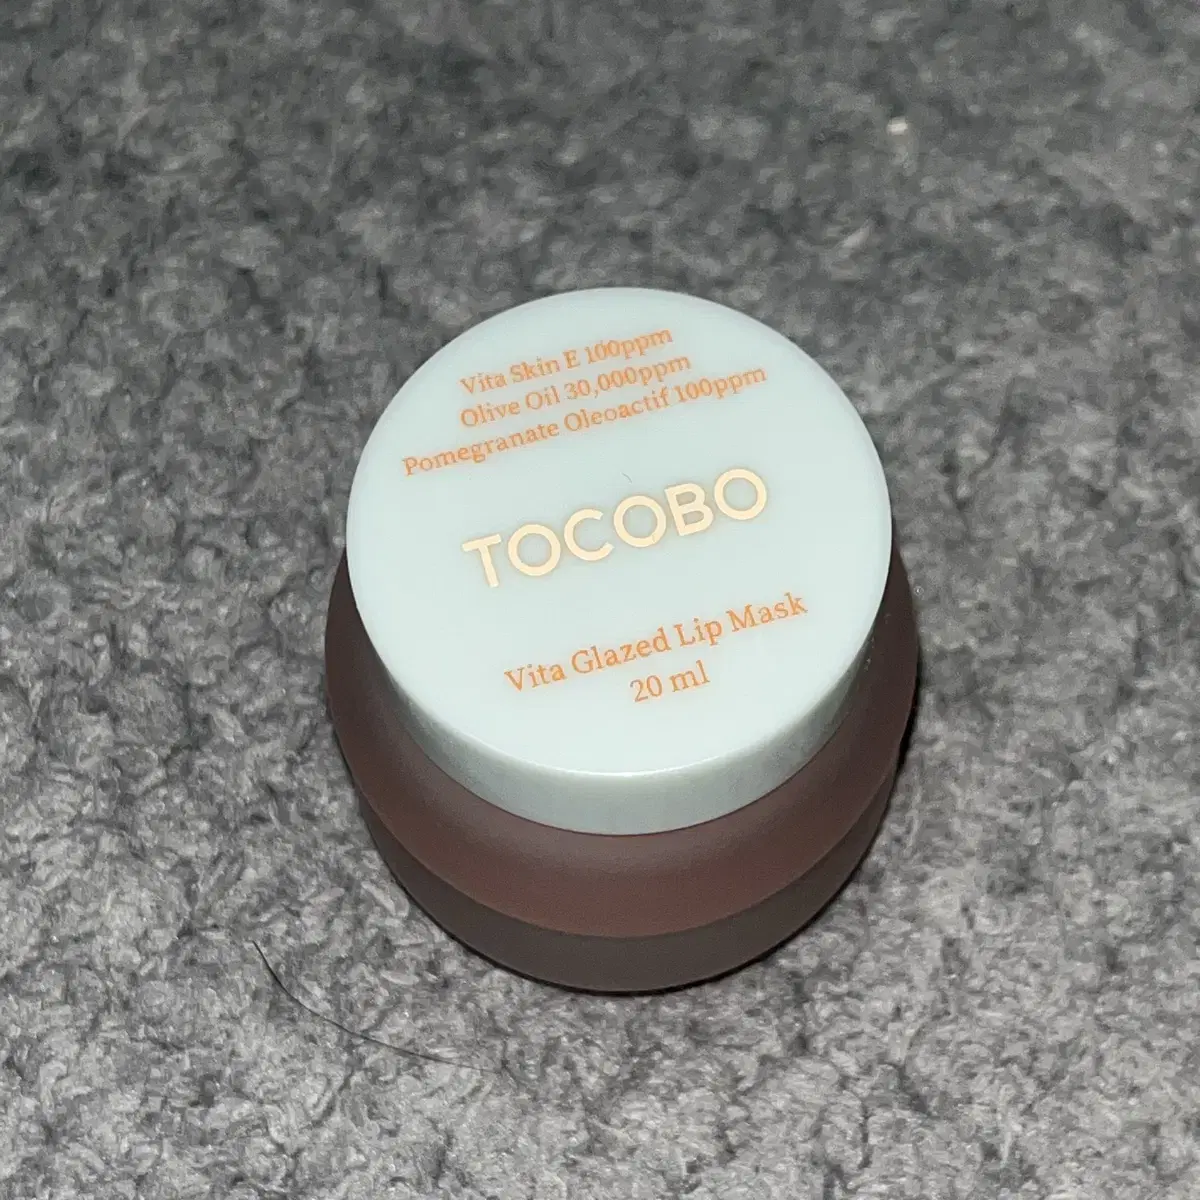 Vita Skin E 100ppm
Olive Oil 30,000ppm
Pomegranate Oleoactif 100ppm
TOCOBO
Vita Glazed Lip Mask
20 ml